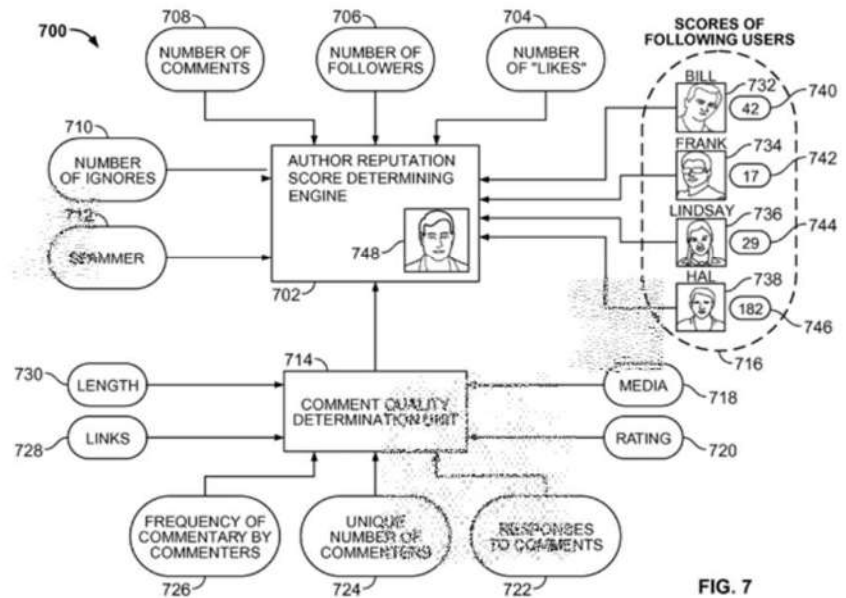 700
708
NUMBER OF
COMMENTS
706
NUMBER OF
FOLLOWERS
704
NUMBER
OF "LIKES"
SCORES OF
FOLLOWING USERS
BILL
732
42
740
FRANK
734
17
742
LINDSAY
736
29
744
HAL
738
182
746
716
710
NUMBER
OF IGNORES
712
SPAMMER
AUTHOR REPUTATION
SCORE DETERMINING
ENGINE
748
702
714
COMMENT QUALITY
DETERMINATION UNIT
730
LENGTH
728
LINKS
MEDIA
718
RATING
720
FREQUENCY OF
COMMENTARY BY
COMMENTERS
726
UNIQUE
NUMBER OF
COMMENTERS
724
RESPONSES
TO COMMENTS
722
FIG. 7